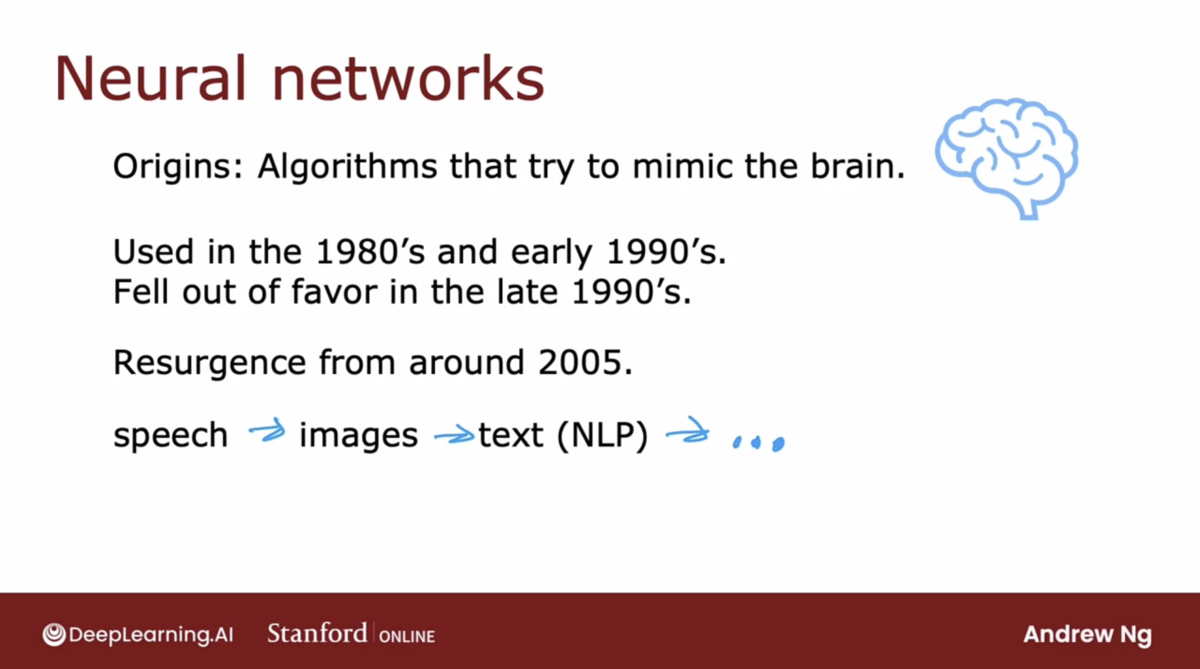 Neural networks
Origins: Algorithms that try to mimic the brain.
Used in the 1980's and early 1990's.
Fell out of favor in the late 1990's.
Resurgence from around 2005.
speech → images → text (NLP) → ...
DeepLearning.AI Stanford | ONLINE Andrew Ng